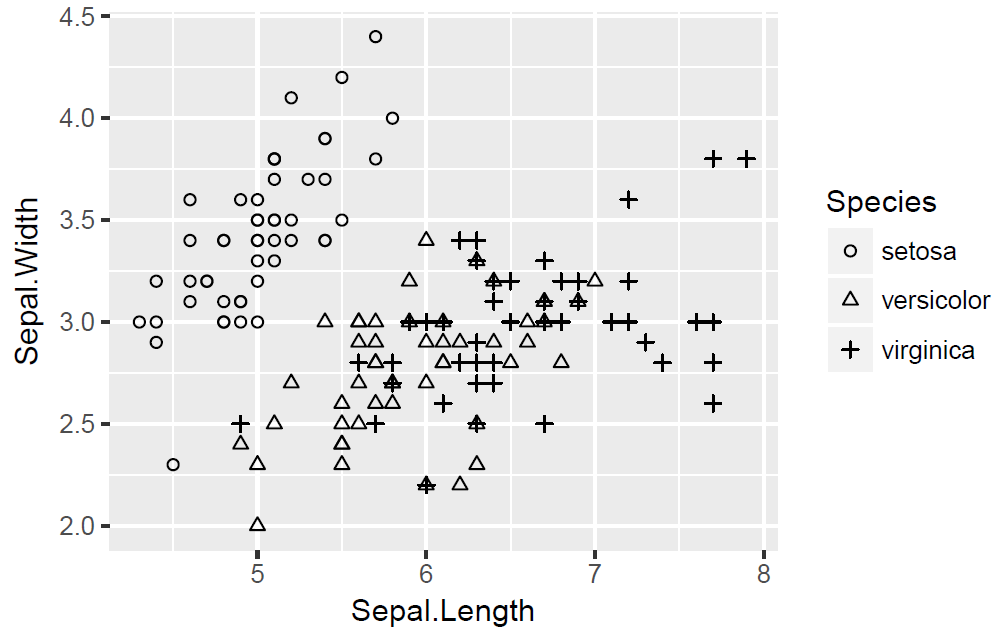 4.5
4.0
3.5
3.0
2.5
2.0
Sepal.Width
5 6 7 8
Sepal.Length
Species
setosa
versicolor
virginica